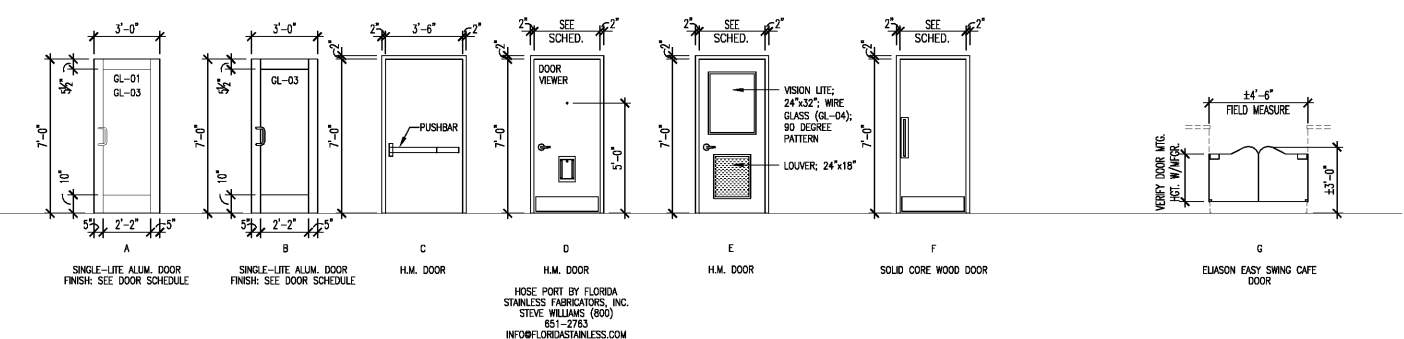 3'-0"
5½"
GL-01
GL-03
7'-0"
10"
5"
2'-2"
5"
A
SINGLE-LITE ALUM. DOOR
FINISH: SEE DOOR SCHEDULE
3'-0"
5½"
GL-03
7'-0"
10"
5"
2'-2"
5"
B
SINGLE-LITE ALUM. DOOR
FINISH: SEE DOOR SCHEDULE
2"
3'-6"
2"
2"
PUSHBAR
7'-0"
C
H.M. DOOR
2"
SEE
SCHED.
2"
2"
DOOR
VIEWER
7'-0"
5'-0"
D
H.M. DOOR
HOSE PORT BY FLORIDA
STAINLESS FABRICATORS, INC.
STEVE WILLIAMS (800)
651-2763
INFO@FLORIDASTAINLESS.COM
2"
SEE
SCHED.
2"
2"
7'-0"
VISION LITE;
24"x32"; WIRE
GLASS (GL-04);
90 DEGREE
PATTERN
LOUVER; 24"x18"
E
H.M. DOOR
2"
SEE
SCHED.
2"
2"
7'-0"
F
SOLID CORE WOOD DOOR
±4'-6"
FIELD MEASURE
VERIFY DOOR MTG.
HGT. W/MFGR.
±3'-0"
G
ELIASON EASY SWING CAFE
DOOR